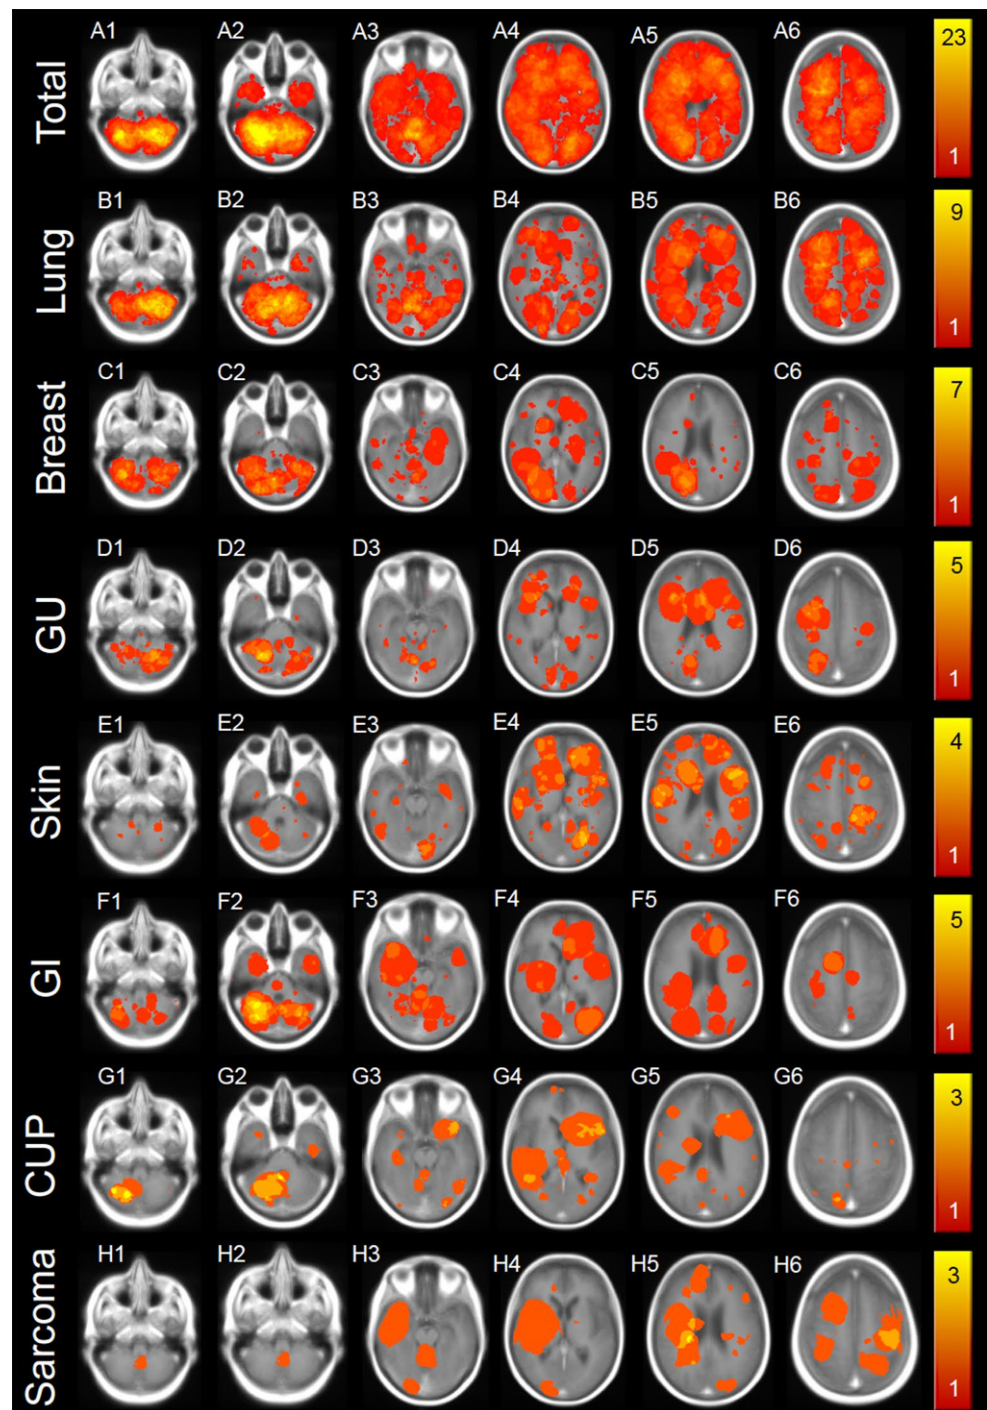 Total
A1 A2 A3 A4 A5 A6
23
1
Lung
B1 B2 B3 B4 B5 B6
9
1
Breast
C1 C2 C3 C4 C5 C6
7
1
GU
D1 D2 D3 D4 D5 D6
5
1
Skin
E1 E2 E3 E4 E5 E6
4
1
GI
F1 F2 F3 F4 F5 F6
5
1
CUP
G1 G2 G3 G4 G5 G6
3
1
Sarcoma
H1 H2 H3 H4 H5 H6
3
1